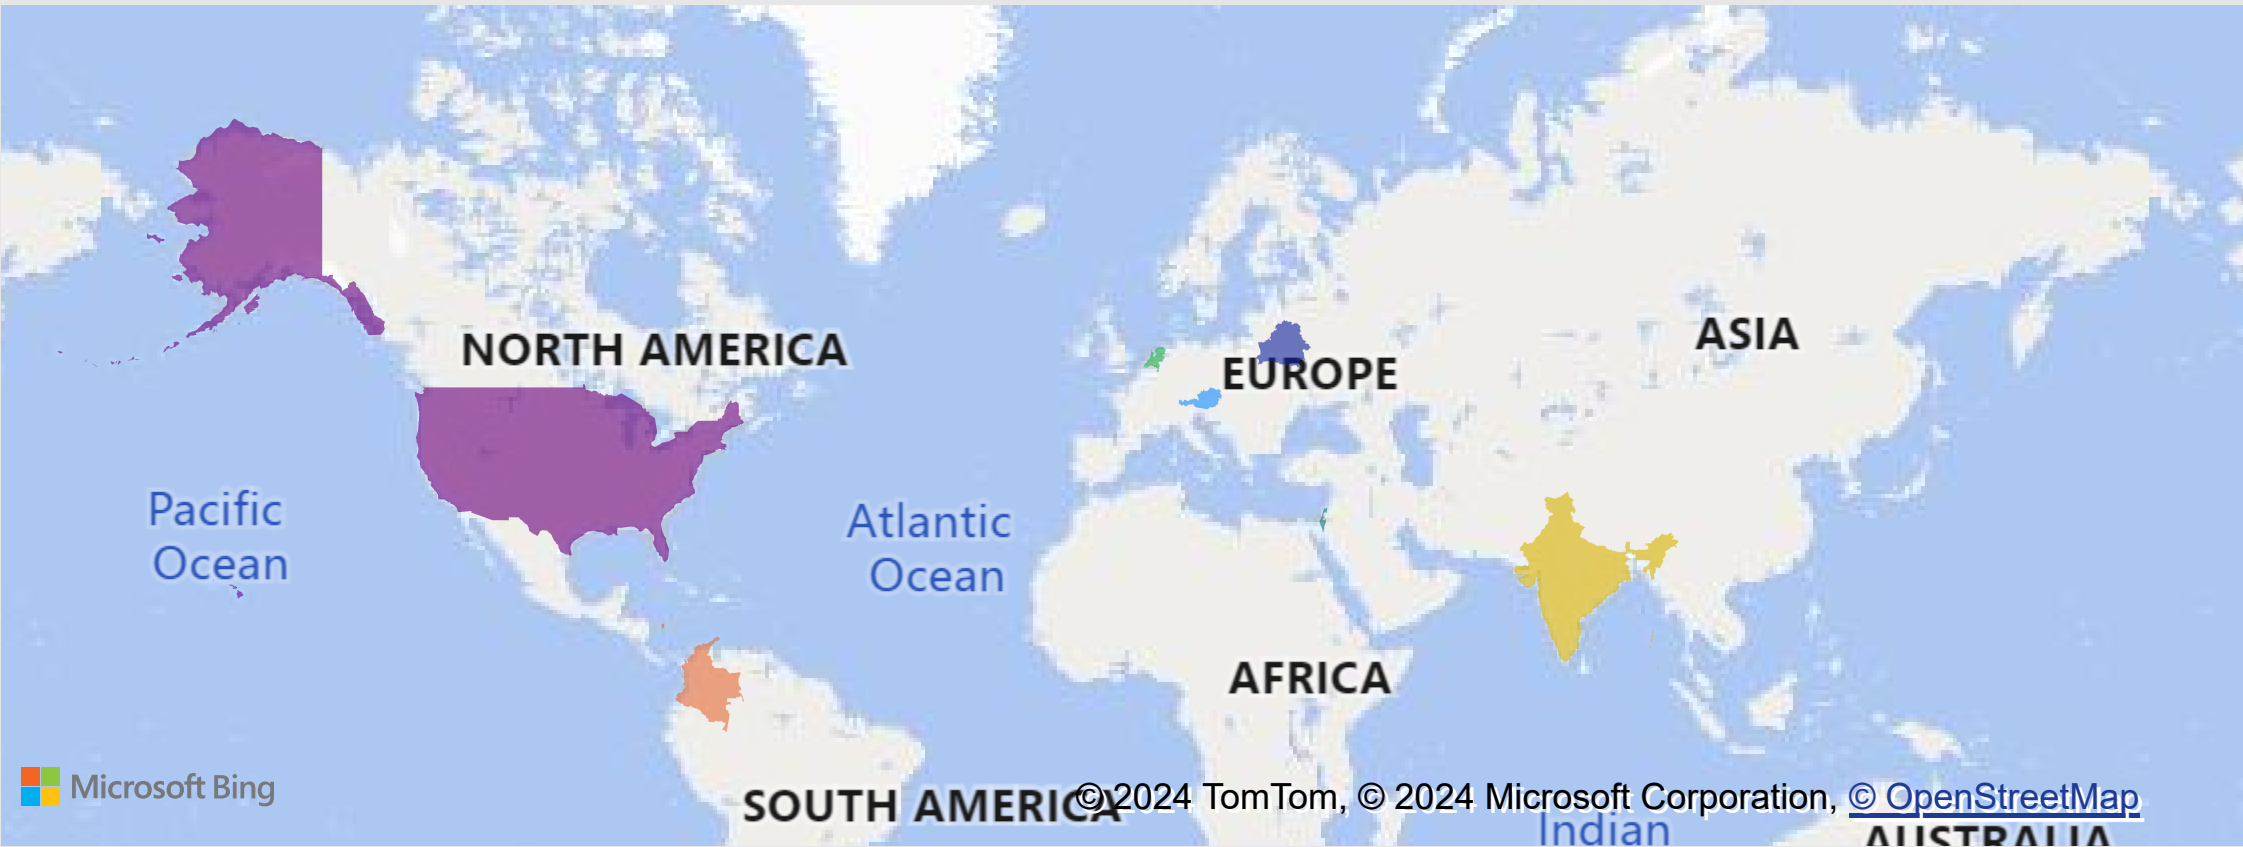 NORTH AMERICA
ASIA
EUROPE
Pacific
Ocean
Atlantic
Ocean
AFRICA
Microsoft Bing
SOUTH AMERICA
© 2024 TomTom, © 2024 Microsoft Corporation, © OpenStreetMap
Indian
AUSTRALIA